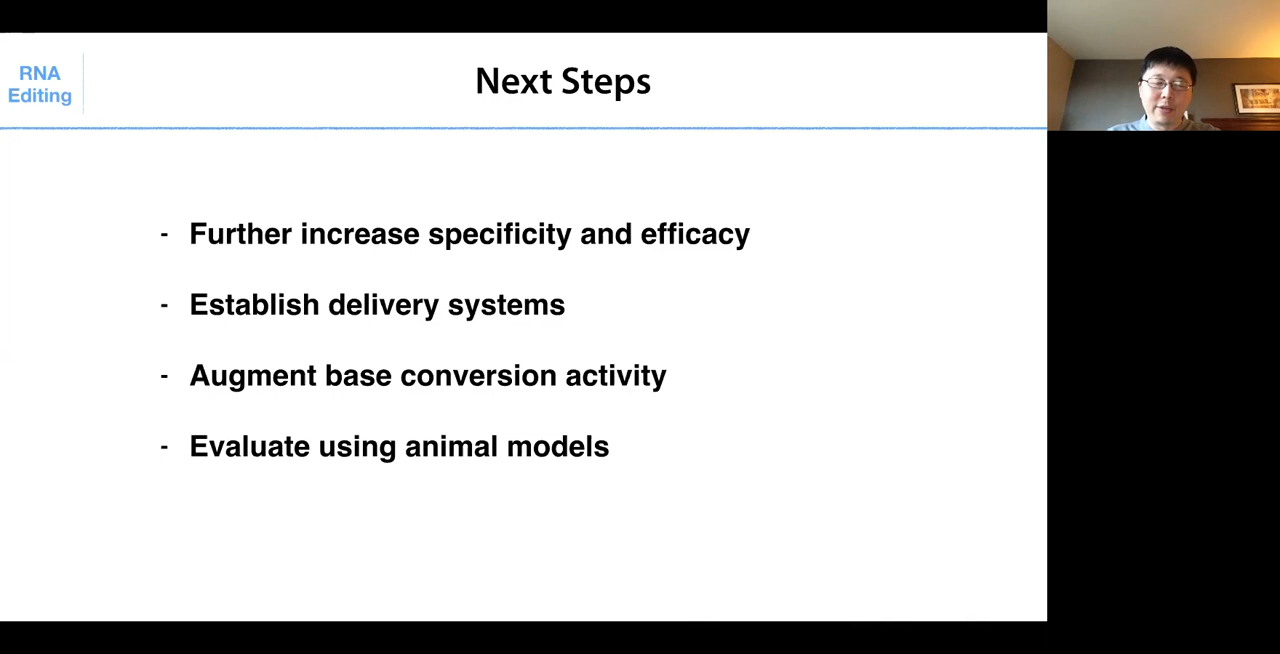 RNA
Editing
Next Steps
- Further increase specificity and efficacy
- Establish delivery systems
- Augment base conversion activity
- Evaluate using animal models